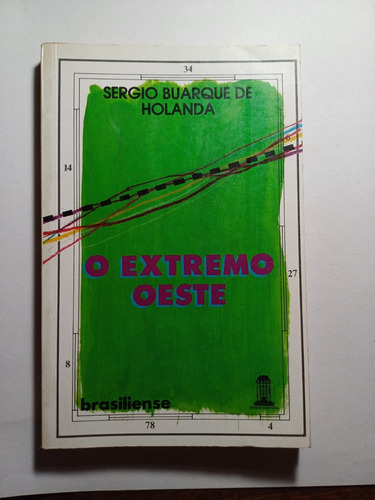 34
SERGIO BUARQUE DE
HOLANDA
14
O EXTREMO
OESTE
27
8
brasiliense
78
4